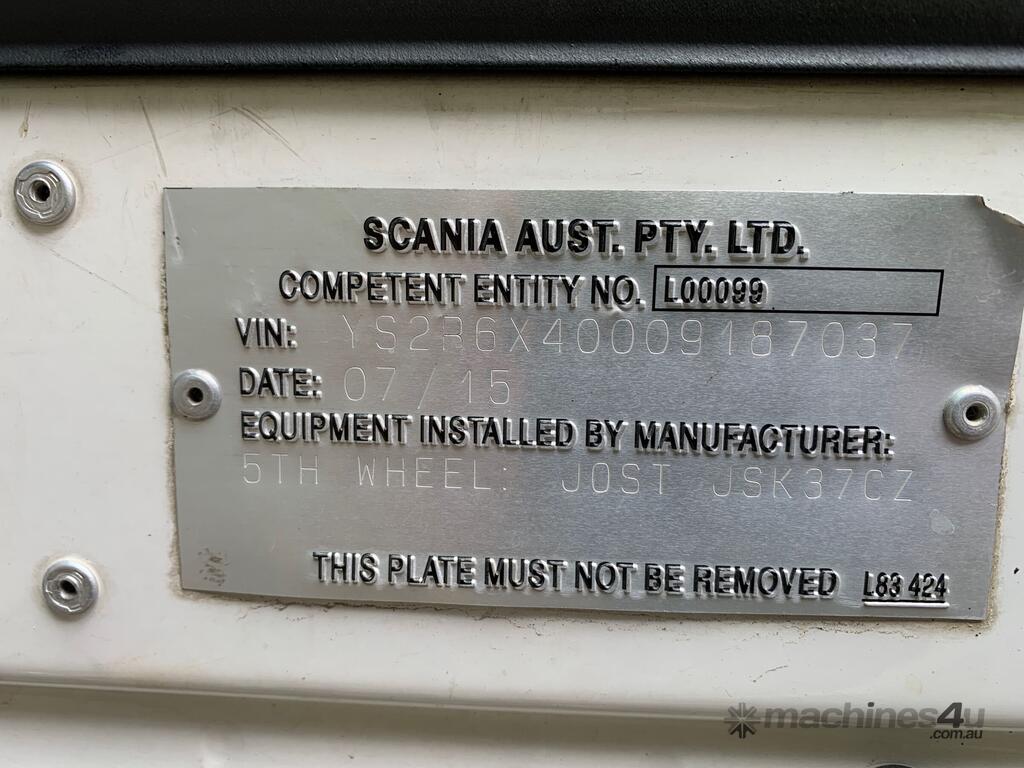 SCANIA AUST. PTY. LTD.
COMPETENT ENTITY NO. L00099
VIN: YS2R6X40009187037
DATE: 07/15
EQUIPMENT INSTALLED BY MANUFACTURER:
5TH WHEEL: JOST JSK37CZ
THIS PLATE MUST NOT BE REMOVED L83 424
machines4u
.com.au